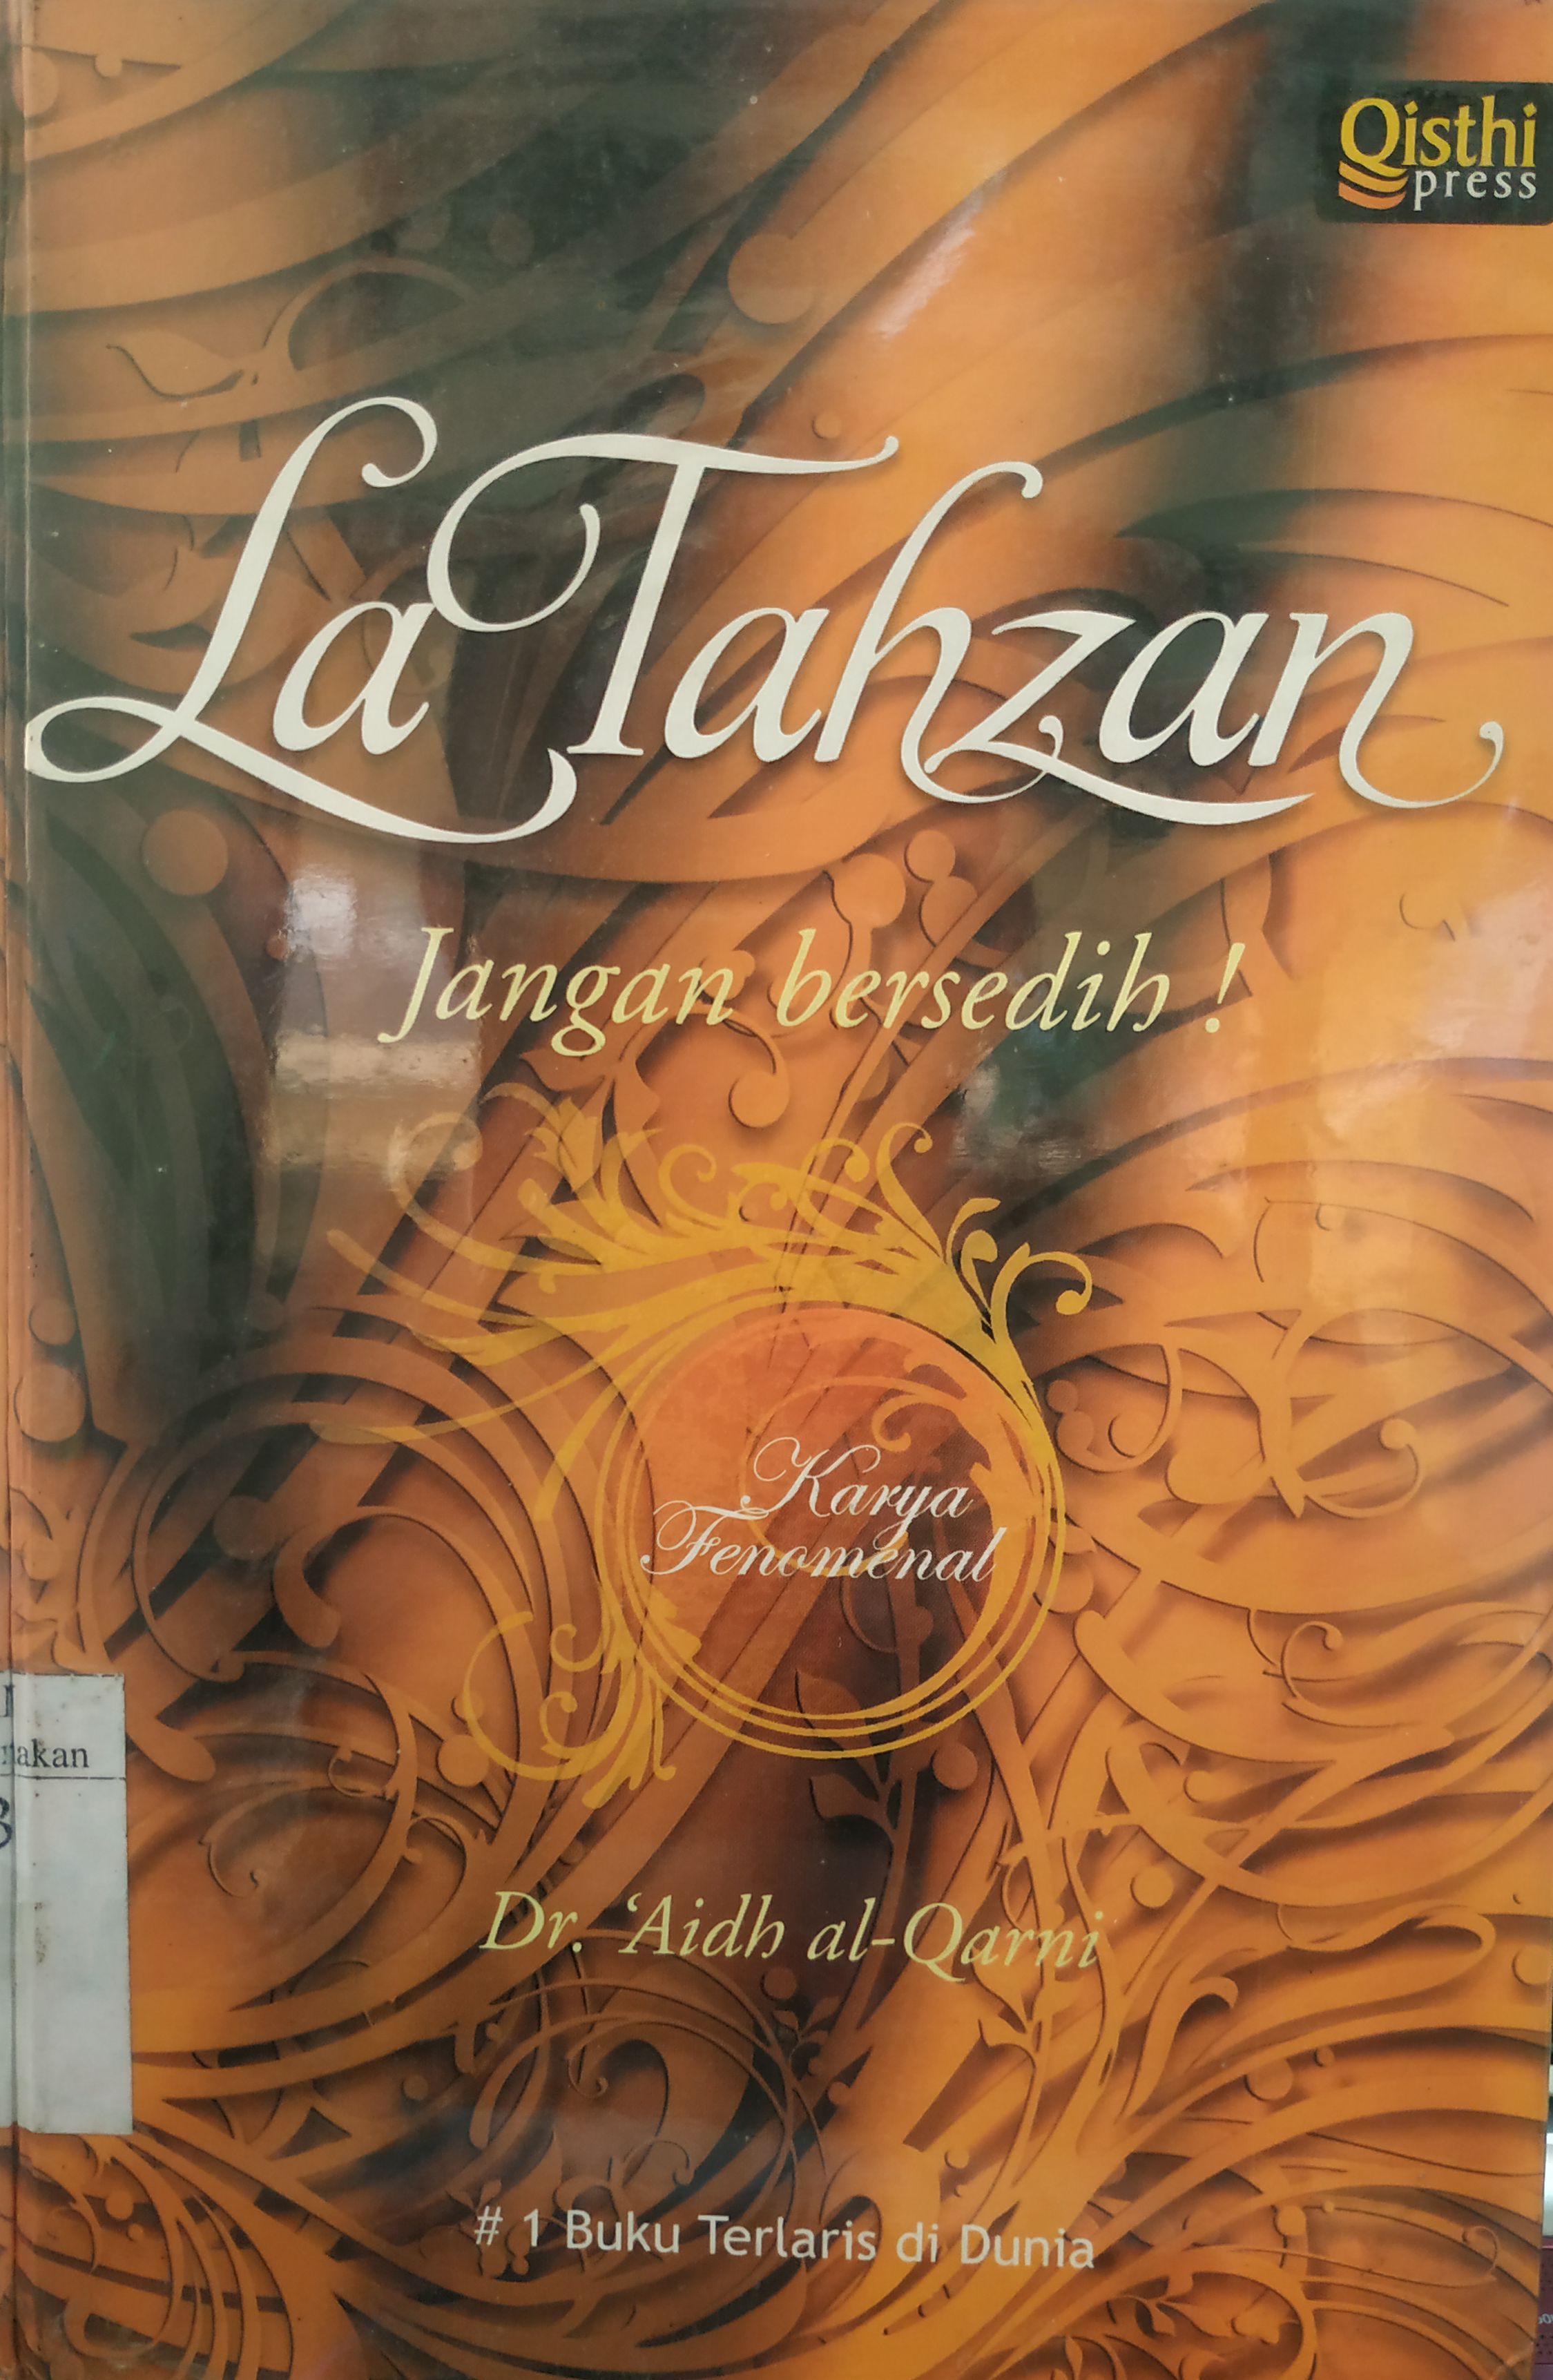 Qisthi
press
La Tahzan
Jangan bersedih !
Karya
Fenomenal
akan
Dr. ‘Aidh al-Qarni
# 1 Buku Terlaris di Dunia